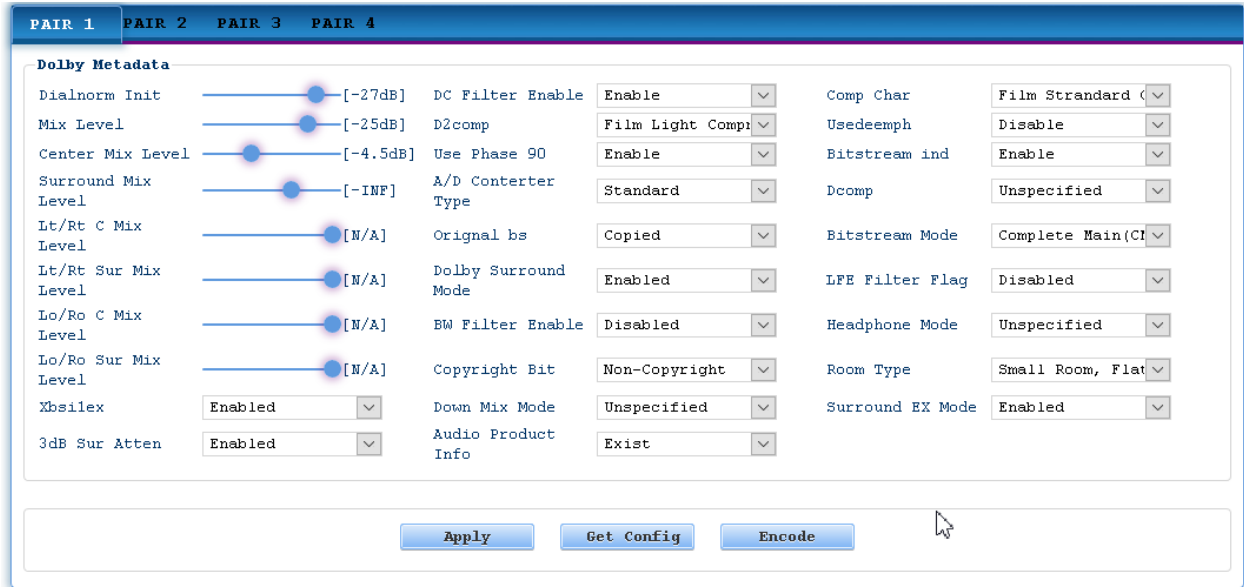 PAIR 1 PAIR 2 PAIR 3 PAIR 4
Dolby Metadata
Dialnorm Init [-27dB] DC Filter Enable Enable Comp Char Film Strandard (
Mix Level [-25dB] D2comp Film Light Compr Usedeemph Disable
Center Mix Level [-4.5dB] Use Phase 90 Enable Bitstream ind Enable
Surround Mix Level [-INF] A/D Conterter Type Standard Dcomp Unspecified
Lt/Rt C Mix Level [N/A] Orignal bs Copied Bitstream Mode Complete Main(CM
Lt/Rt Sur Mix Level [N/A] Dolby Surround Mode Enabled LFE Filter Flag Disabled
Lo/Ro C Mix Level [N/A] BW Filter Enable Disabled Headphone Mode Unspecified
Lo/Ro Sur Mix Level [N/A] Copyright Bit Non-Copyright Room Type Small Room, Flat
Xbsi1ex Enabled Down Mix Mode Unspecified Surround EX Mode Enabled
3dB Sur Atten Enabled Audio Product Info Exist
Apply Get Config Encode